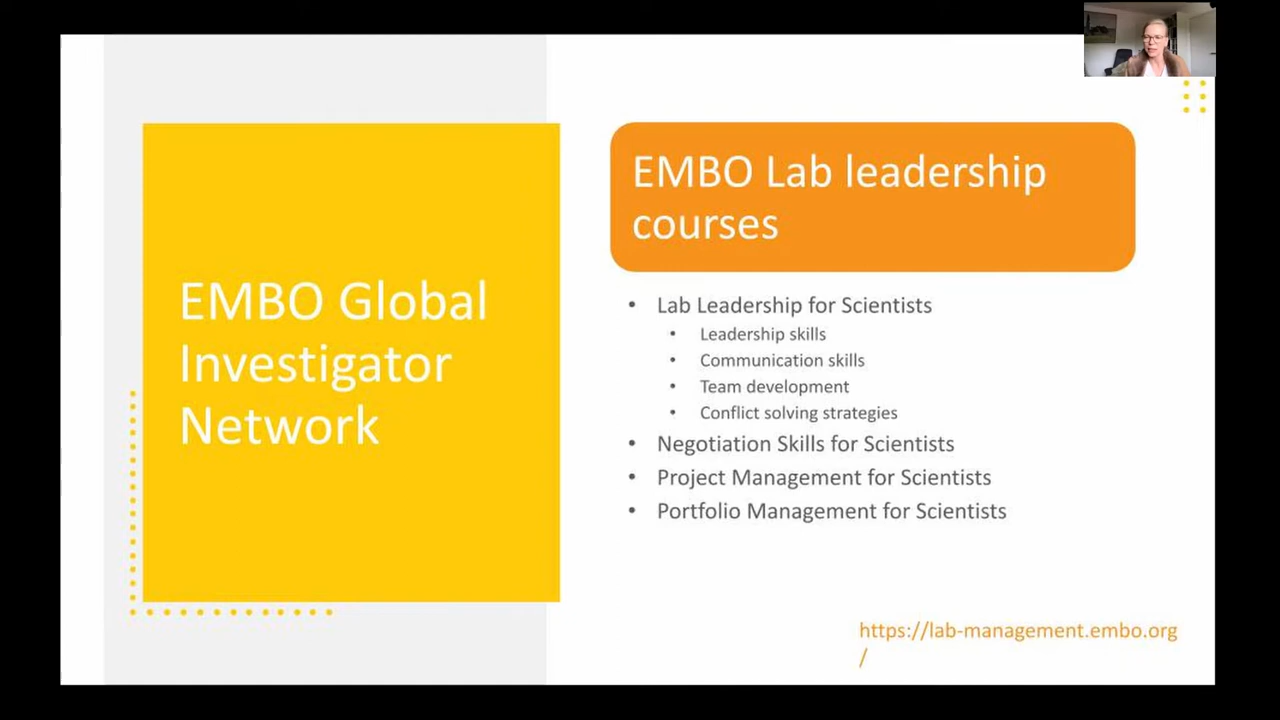 EMBO Global
Investigator
Network
EMBO Lab leadership
courses
• Lab Leadership for Scientists
• Leadership skills
• Communication skills
• Team development
• Conflict solving strategies
• Negotiation Skills for Scientists
• Project Management for Scientists
• Portfolio Management for Scientists
https://lab-management.embo.org
/